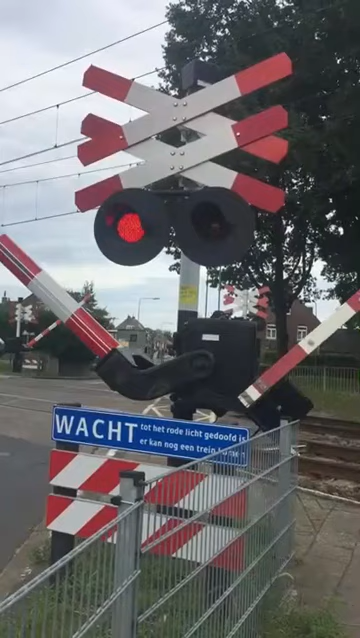 WACHT tot het rode licht gedoofd is
er kan nog een trein komen